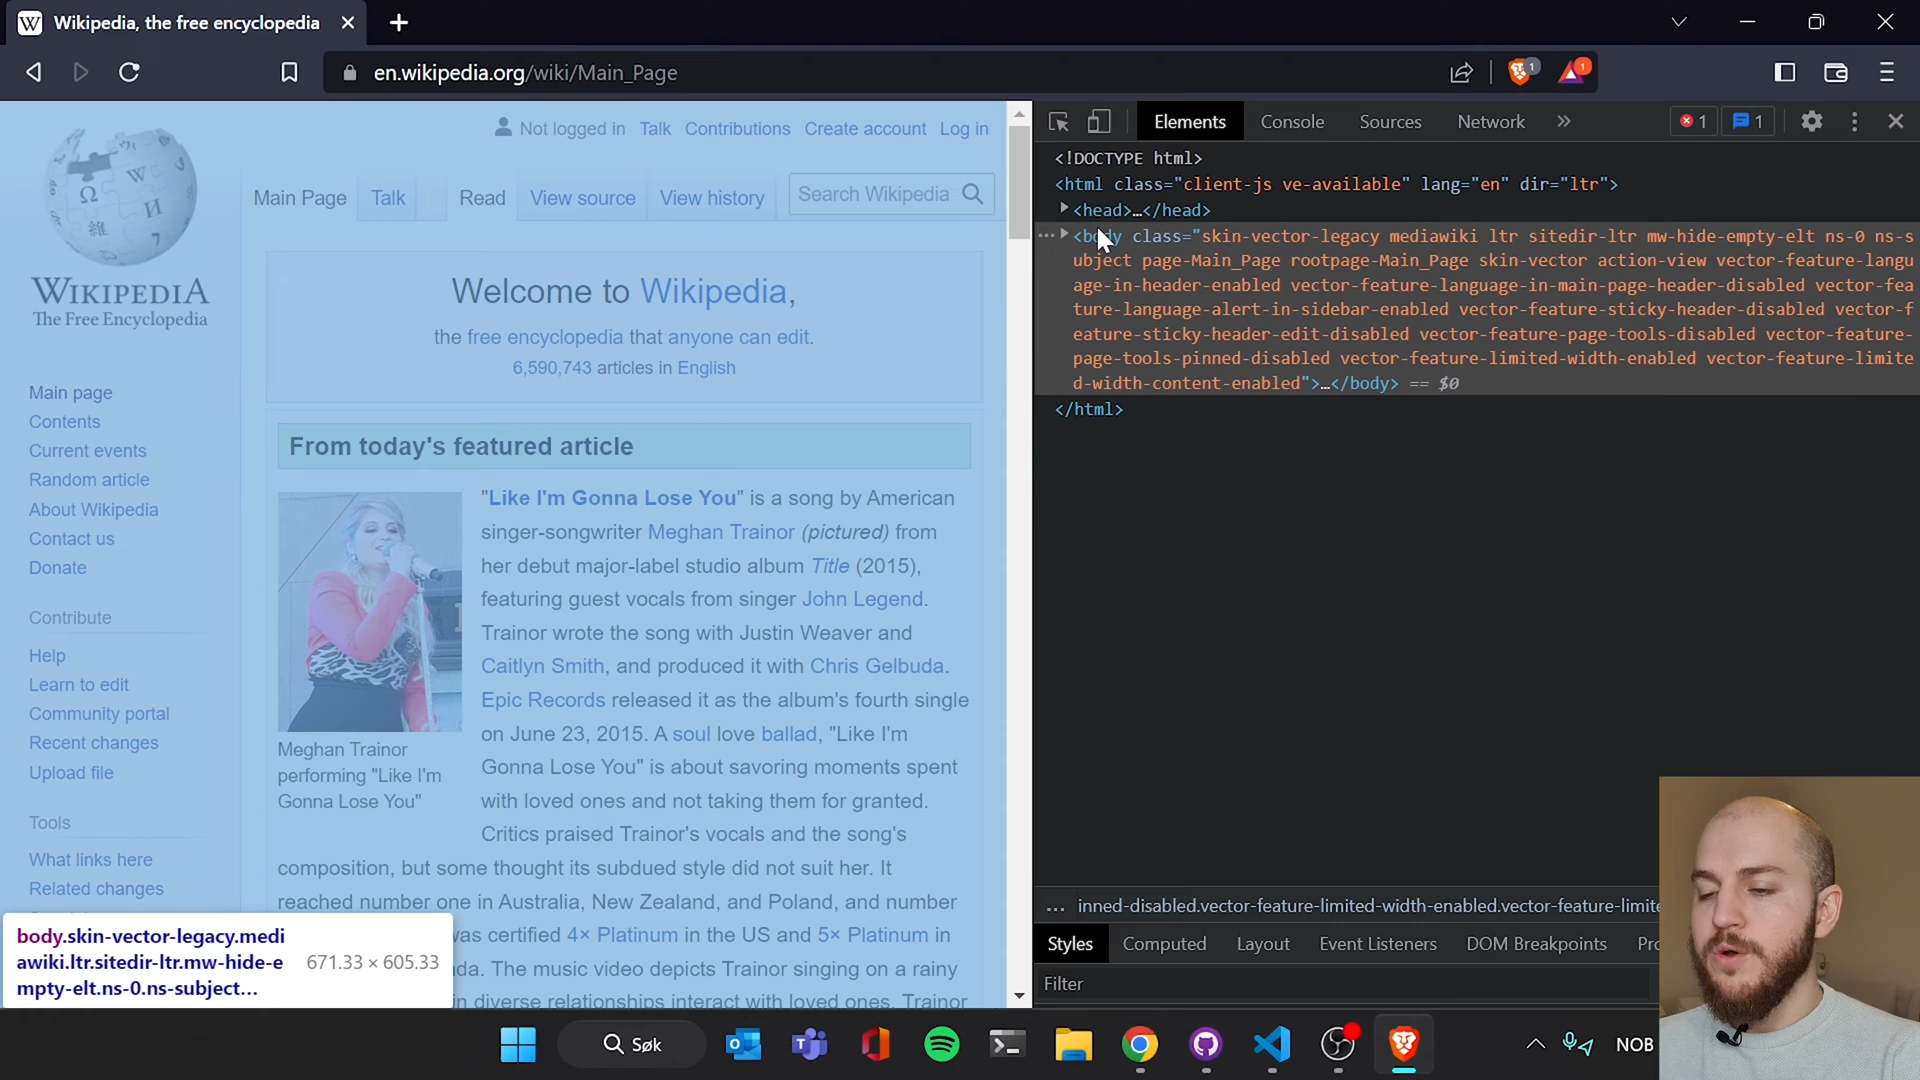 Wikipedia, the free encyclopedia
en.wikipedia.org/wiki/Main_Page
1
1
Not logged in Talk Contributions Create account Log in
Main Page Talk Read View source View history Search Wikipedia
WIKIPEDIA
The Free Encyclopedia
Welcome to Wikipedia,
the free encyclopedia that anyone can edit.
6,590,743 articles in English
Main page
Contents
Current events
Random article
About Wikipedia
Contact us
Donate
Contribute
Help
Learn to edit
Community portal
Recent changes
Upload file
Tools
What links here
Related changes
From today's featured article
"Like I'm Gonna Lose You" is a song by American
singer-songwriter Meghan Trainor (pictured) from
her debut major-label studio album Title (2015),
featuring guest vocals from singer John Legend.
Trainor wrote the song with Justin Weaver and
Caitlyn Smith, and produced it with Chris Gelbuda.
Epic Records released it as the album's fourth single
on June 23, 2015. A soul love ballad, "Like I'm
Gonna Lose You" is about savoring moments spent
with loved ones and not taking them for granted.
Critics praised Trainor's vocals and the song's
composition, but some thought its subdued style did not suit her. It
reached number one in Australia, New Zealand, and Poland, and number
was certified 4× Platinum in the US and 5× Platinum in
da. The music video depicts Trainor singing on a rainy
in diverse relationships interact with loved ones. Trainor
Meghan Trainor
performing "Like I'm
Gonna Lose You"
body.skin-vector-legacy.medi
awiki.ltr.sitedir-ltr.mw-hide-e 671.33 × 605.33
mpty-elt.ns-0.ns-subject...
Elements Console Sources Network » 1 1
<!DOCTYPE html>
<html class="client-js ve-available" lang="en" dir="ltr">
<head>…</head>
<body class="skin-vector-legacy mediawiki ltr sitedir-ltr mw-hide-empty-elt ns-0 ns-s
ubject page-Main_Page rootpage-Main_Page skin-vector action-view vector-feature-langu
age-in-header-enabled vector-feature-language-in-main-page-header-disabled vector-fea
ture-language-alert-in-sidebar-enabled vector-feature-sticky-header-disabled vector-f
eature-sticky-header-edit-disabled vector-feature-page-tools-disabled vector-feature-
page-tools-pinned-disabled vector-feature-limited-width-enabled vector-feature-limite
d-width-content-enabled">…</body> == $0
</html>
... inned-disabled.vector-feature-limited-width-enabled.vector-feature-limite
Styles Computed Layout Event Listeners DOM Breakpoints Pro
Filter
Søk
NOB